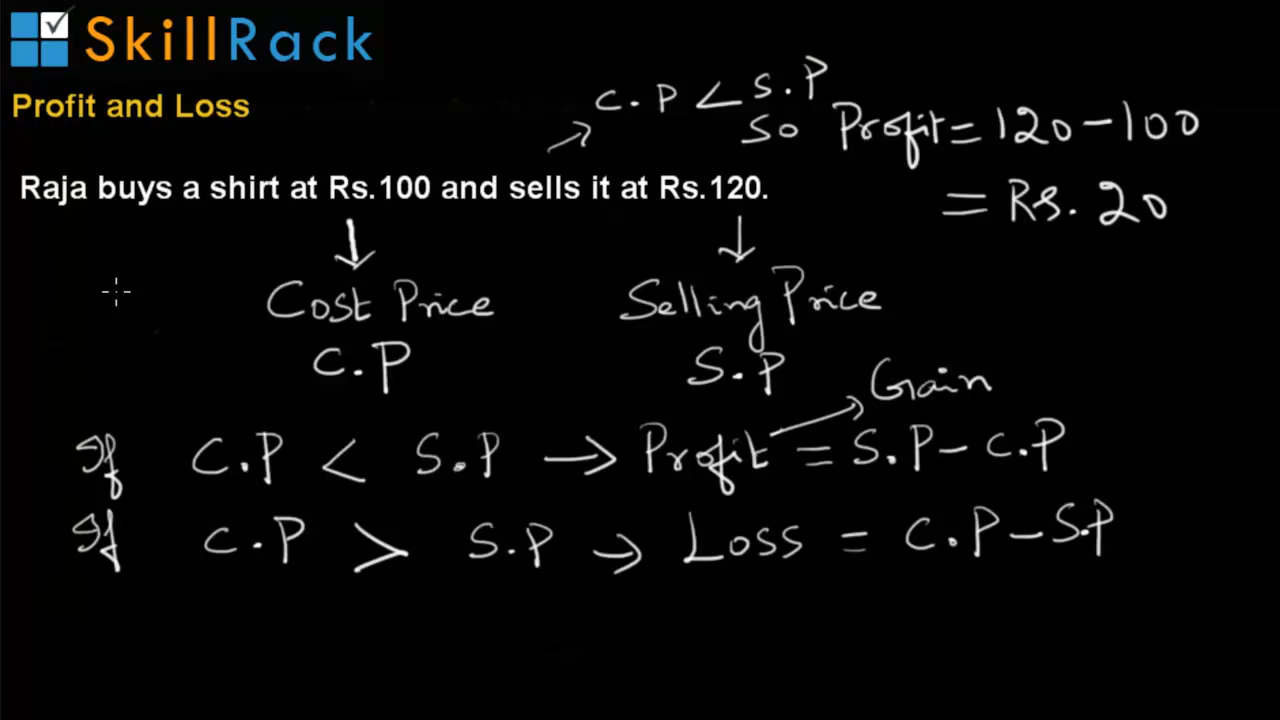 SkillRack
Profit and Loss
C.P < S.P
So Profit = 120 - 100
= Rs. 20
Raja buys a shirt at Rs.100 and sells it at Rs.120.
Cost Price Selling Price
C.P S.P
Gain
If C.P < S.P → Profit = S.P - C.P
If C.P > S.P → Loss = C.P - S.P